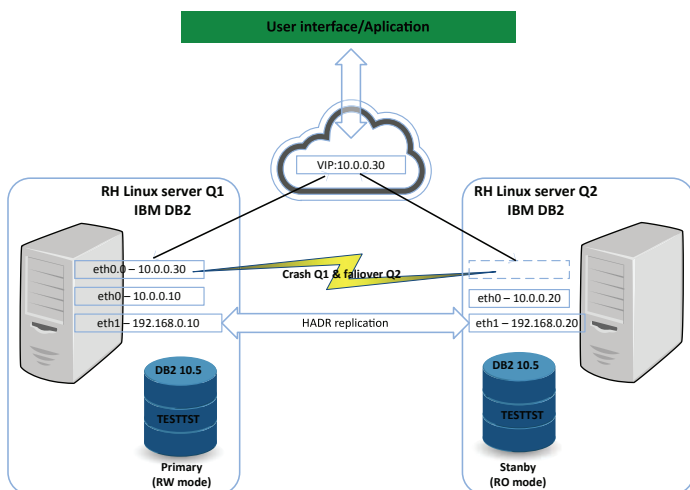 User interface/Aplication
VIP:10.0.0.30
RH Linux server Q1
IBM DB2
RH Linux server Q2
IBM DB2
eth0.0 – 10.0.0.30
Crash Q1 & faliover Q2
eth0 – 10.0.0.10
eth0 – 10.0.0.20
eth1 – 192.168.0.10
HADR replication
eth1 – 192.168.0.20
DB2 10.5
TESTTST
DB2 10.5
TESTTST
Primary
(RW mode)
Stanby
(RO mode)